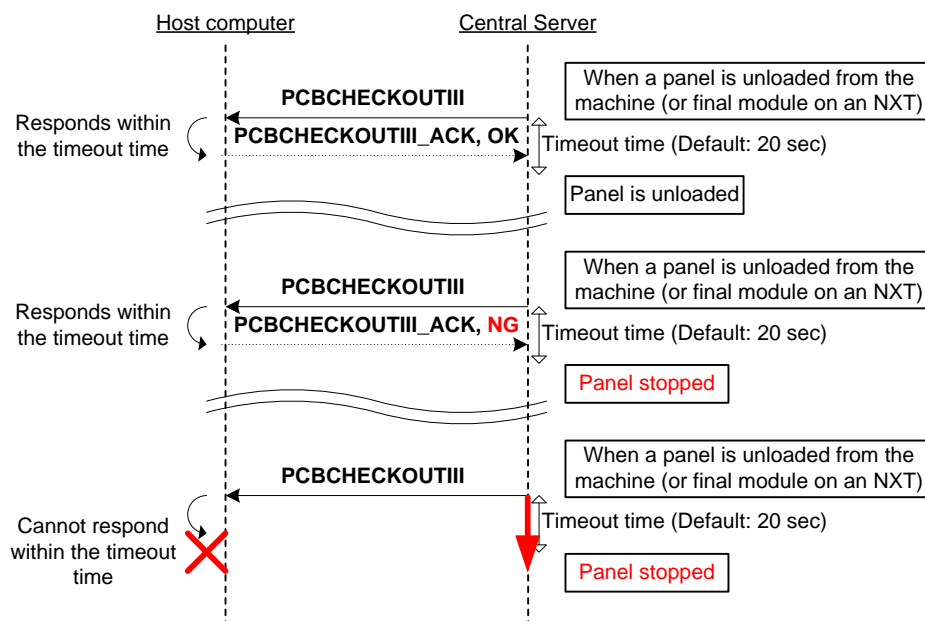 Host computer
Central Server
When a panel is unloaded from the
machine (or final module on an NXT)
PCBCHECKOUTIII
Responds within
the timeout time
PCBCHECKOUTIII_ACK, OK
Timeout time (Default: 20 sec)
Panel is unloaded
When a panel is unloaded from the
machine (or final module on an NXT)
PCBCHECKOUTIII
Responds within
the timeout time
PCBCHECKOUTIII_ACK, NG
Timeout time (Default: 20 sec)
Panel stopped
When a panel is unloaded from the
machine (or final module on an NXT)
PCBCHECKOUTIII
Cannot respond
within the timeout
time
Timeout time (Default: 20 sec)
Panel stopped